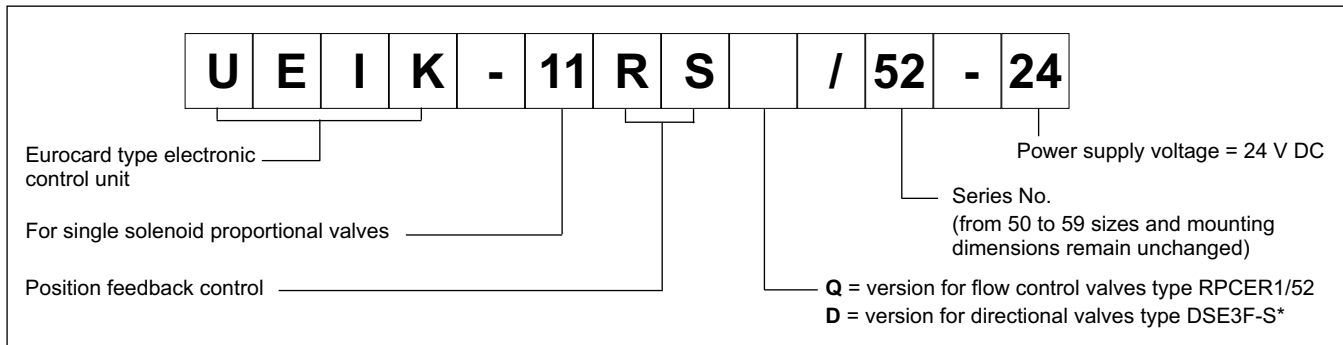 U E I K - 11 R S / 52 - 24
Eurocard type electronic
control unit
Power supply voltage = 24 V DC
Series No.
(from 50 to 59 sizes and mounting
dimensions remain unchanged)
For single solenoid proportional valves
Position feedback control
Q = version for flow control valves type RPCER1/52
D = version for directional valves type DSE3F-S*